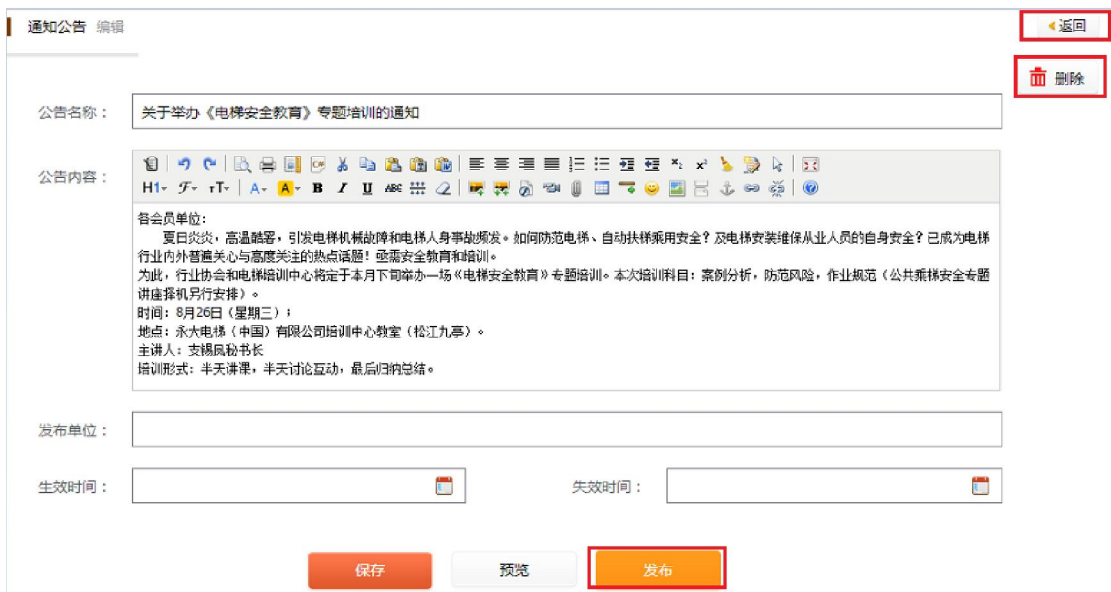 通知公告 编辑
返回
删除
公告名称：
关于举办《电梯安全教育》专题培训的通知
公告内容：
H1 F тT A A B I U ABC
各会员单位：
夏日炎炎，高温酷暑，引发电梯机械故障和电梯人身事故频发。如何防范电梯、自动扶梯乘用安全？及电梯安装维保从业人员的自身安全？已成为电梯
行业内外普遍关心与高度关注的热点话题！亟需安全教育和培训。
为此，行业协会和电梯培训中心将定于本月下旬举办一场《电梯安全教育》专题培训。本次培训科目：案例分析，防范风险，作业规范（公共乘梯安全专题
讲座择机另行安排）。
时间：8月26日（星期三）；
地点：永大电梯（中国）有限公司培训中心教室（松江九亭）。
主讲人：支锡凤秘书长
培训形式：半天讲课，半天讨论互动，最后归纳总结。
发布单位：
生效时间： 失效时间：
保存 预览 发布